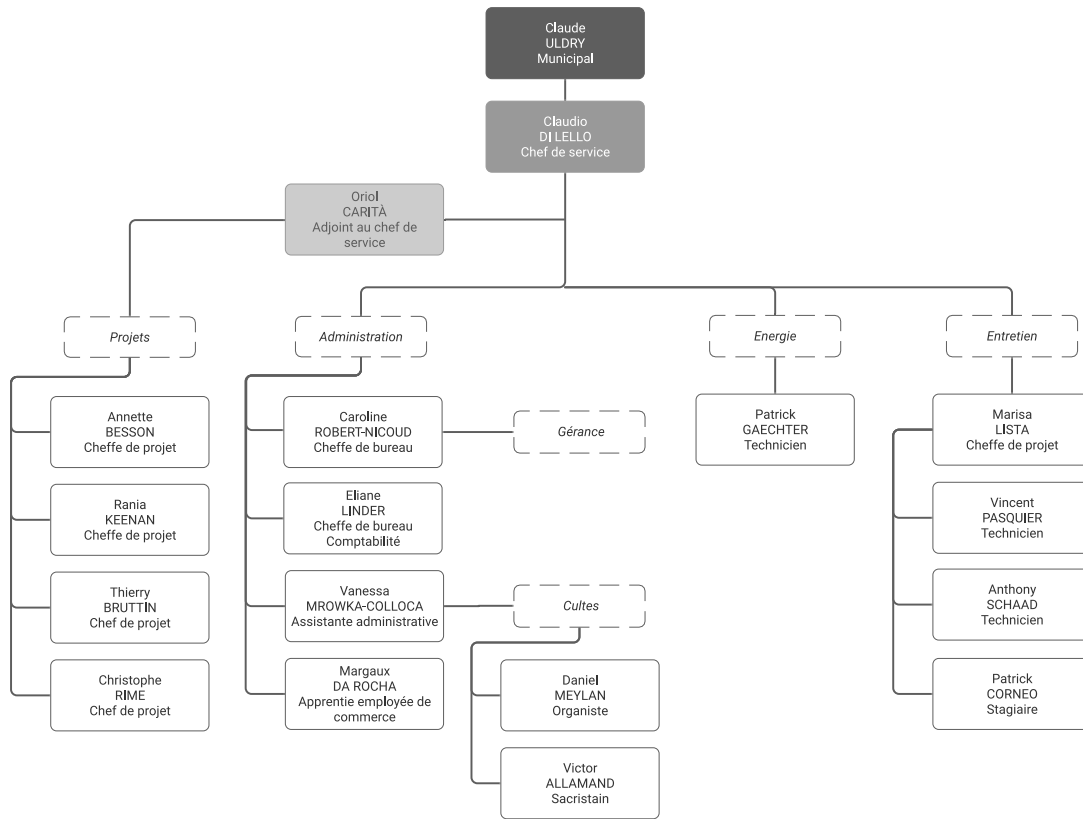 Claude
ULDRY
Municipal
Claudio
DI LELLO
Chef de service
Oriol
CARITÀ
Adjoint au chef de
service
Projets
Administration
Energie
Entretien
Annette
BESSON
Cheffe de projet
Rania
KEENAN
Cheffe de projet
Thierry
BRUTTIN
Chef de projet
Christophe
RIME
Chef de projet
Caroline
ROBERT-NICOUD
Cheffe de bureau
Gérance
Eliane
LINDER
Cheffe de bureau
Comptabilité
Vanessa
MROWKA-COLLOCA
Assistante administrative
Cultes
Margaux
DA ROCHA
Apprentie employée de
commerce
Daniel
MEYLAN
Organiste
Victor
ALLAMAND
Sacristain
Patrick
GAECHTER
Technicien
Marisa
LISTA
Cheffe de projet
Vincent
PASQUIER
Technicien
Anthony
SCHAAD
Technicien
Patrick
CORNEO
Stagiaire